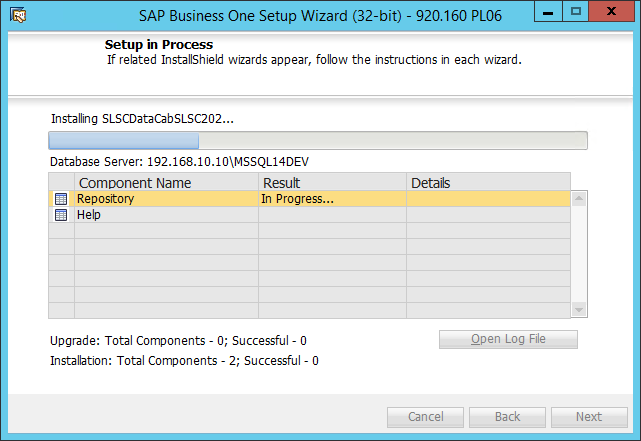 SAP Business One Setup Wizard (32-bit) - 920.160 PL06
Setup in Process
If related InstallShield wizards appear, follow the instructions in each wizard.
Installing SLSCDataCabSLSC202...
Database Server: 192.168.10.10\MSSQL14DEV
Component Name Result Details
Repository In Progress...
Help
Upgrade: Total Components - 0; Successful - 0
Open Log File
Installation: Total Components - 2; Successful - 0
Cancel Back Next